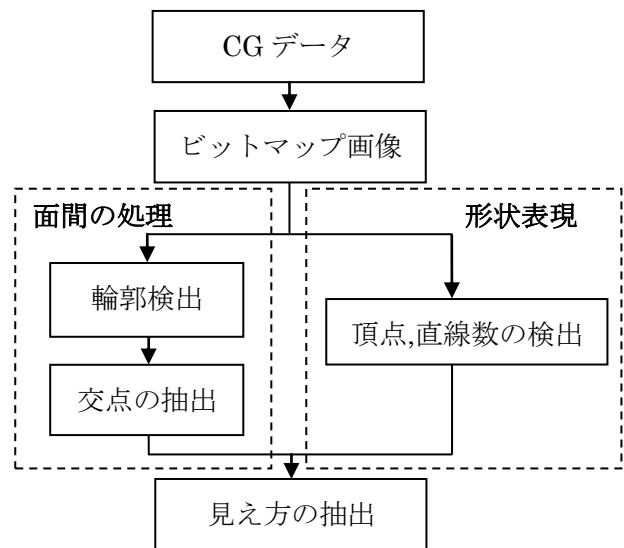 CG データ
ビットマップ画像
面間の処理
形状表現
輪郭検出
頂点,直線数の検出
交点の抽出
見え方の抽出